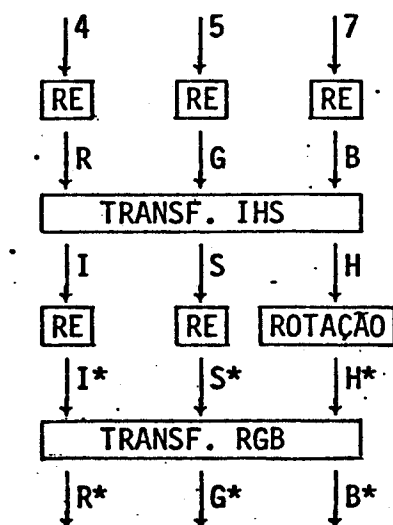 4 5 7
RE RE RE
R G B
TRANSF. IHS
I S H
RE RE ROTAÇÃO
I* S* H*
TRANSF. RGB
R* G* B*